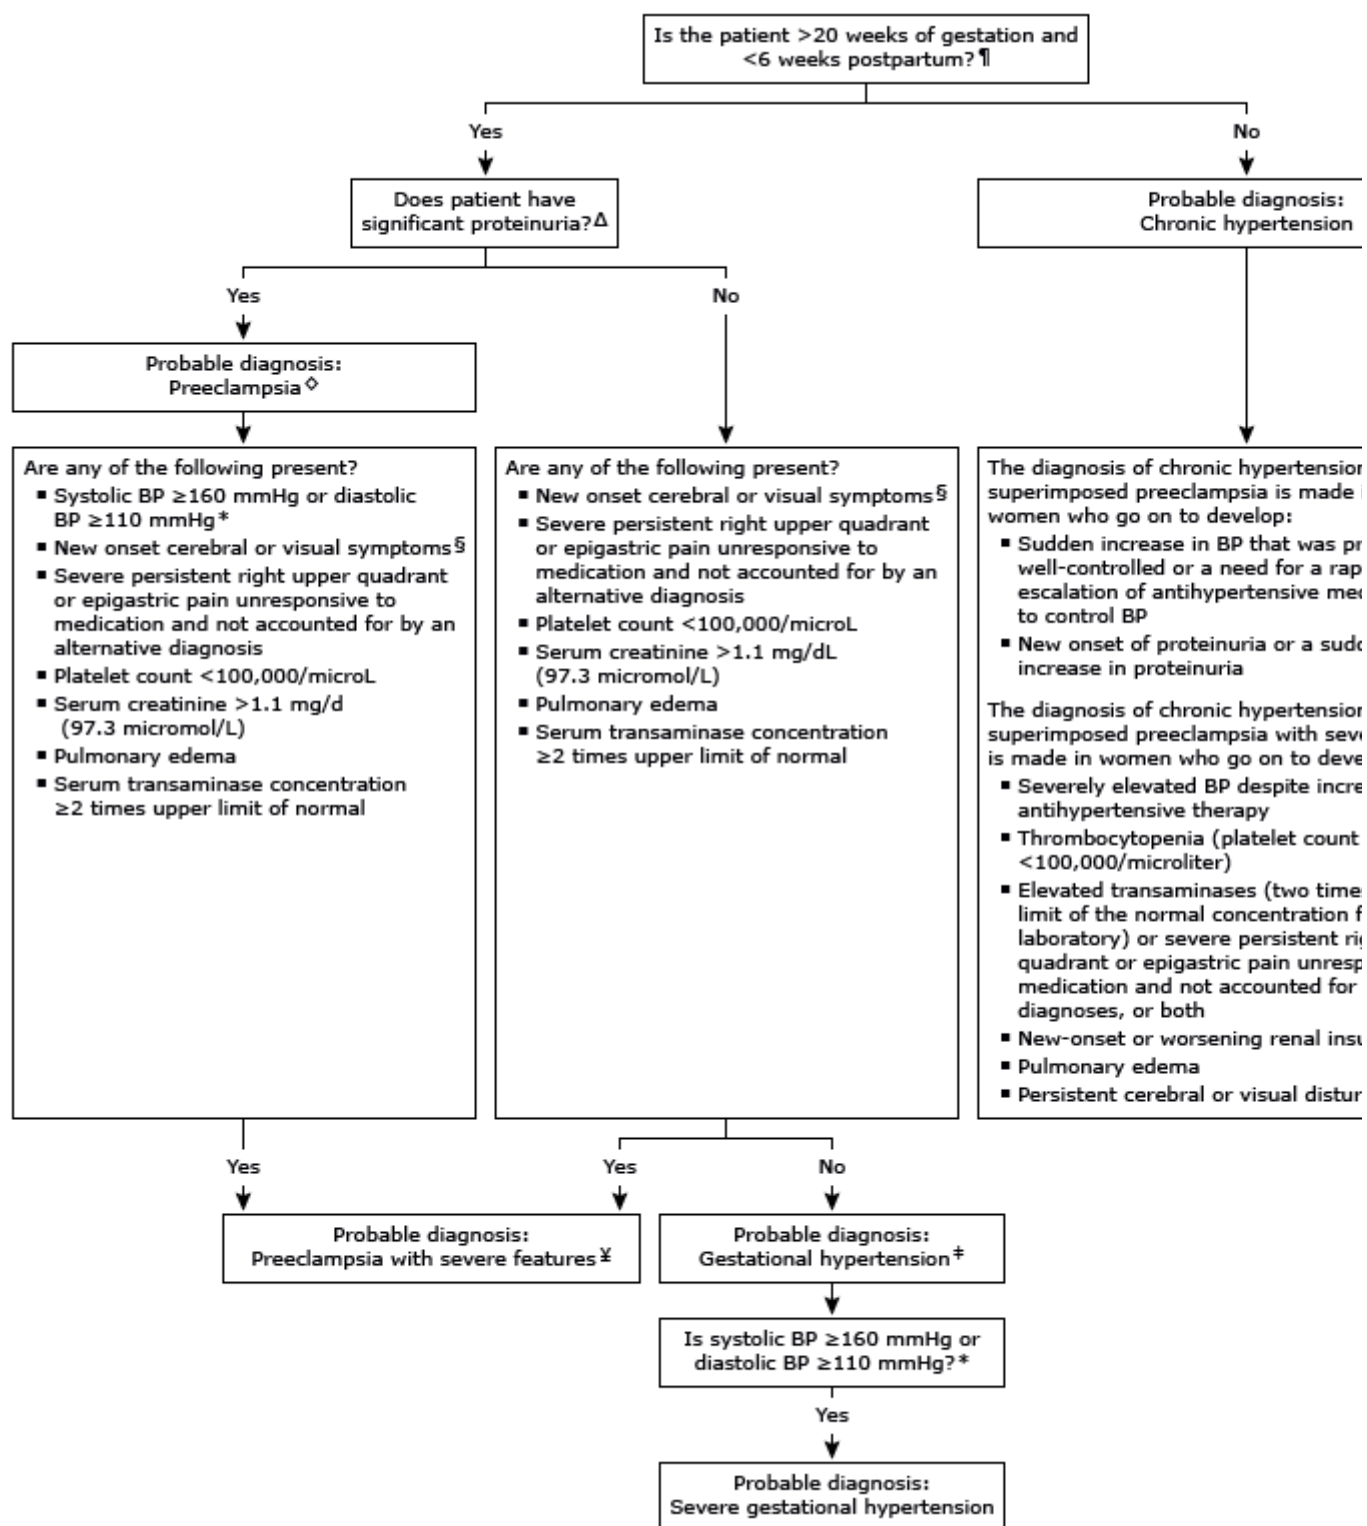 Is the patient >20 weeks of gestation and
<6 weeks postpartum?¶
Yes
No
Does patient have
significant proteinuria?Δ
Probable diagnosis:
Chronic hypertension
Yes
No
Probable diagnosis:
Preeclampsia◇
Are any of the following present?
■ Systolic BP ≥160 mmHg or diastolic
BP ≥110 mmHg*
■ New onset cerebral or visual symptoms§
■ Severe persistent right upper quadrant
or epigastric pain unresponsive to
medication and not accounted for by an
alternative diagnosis
■ Platelet count <100,000/microL
■ Serum creatinine >1.1 mg/d
(97.3 micromol/L)
■ Pulmonary edema
■ Serum transaminase concentration
≥2 times upper limit of normal
Are any of the following present?
■ New onset cerebral or visual symptoms§
■ Severe persistent right upper quadrant
or epigastric pain unresponsive to
medication and not accounted for by an
alternative diagnosis
■ Platelet count <100,000/microL
■ Serum creatinine >1.1 mg/dL
(97.3 micromol/L)
■ Pulmonary edema
■ Serum transaminase concentration
≥2 times upper limit of normal
The diagnosis of chronic hypertension
superimposed preeclampsia is made
women who go on to develop:
■ Sudden increase in BP that was
well-controlled or a need for a
escalation of antihypertensive
to control BP
■ New onset of proteinuria or a
increase in proteinuria
The diagnosis of chronic hypertension
superimposed preeclampsia with
is made in women who go on to
■ Severely elevated BP despite
antihypertensive therapy
■ Thrombocytopenia (platelet count
<100,000/microliter)
■ Elevated transaminases (two
limit of the normal concentration
laboratory) or severe persistent
quadrant or epigastric pain
medication and not accounted for
diagnoses, or both
■ New-onset or worsening renal
■ Pulmonary edema
■ Persistent cerebral or visual
Yes
Yes
No
Probable diagnosis:
Preeclampsia with severe features¥
Probable diagnosis:
Gestational hypertension‡
Is systolic BP ≥160 mmHg or
diastolic BP ≥110 mmHg?*
Yes
Probable diagnosis:
Severe gestational hypertension